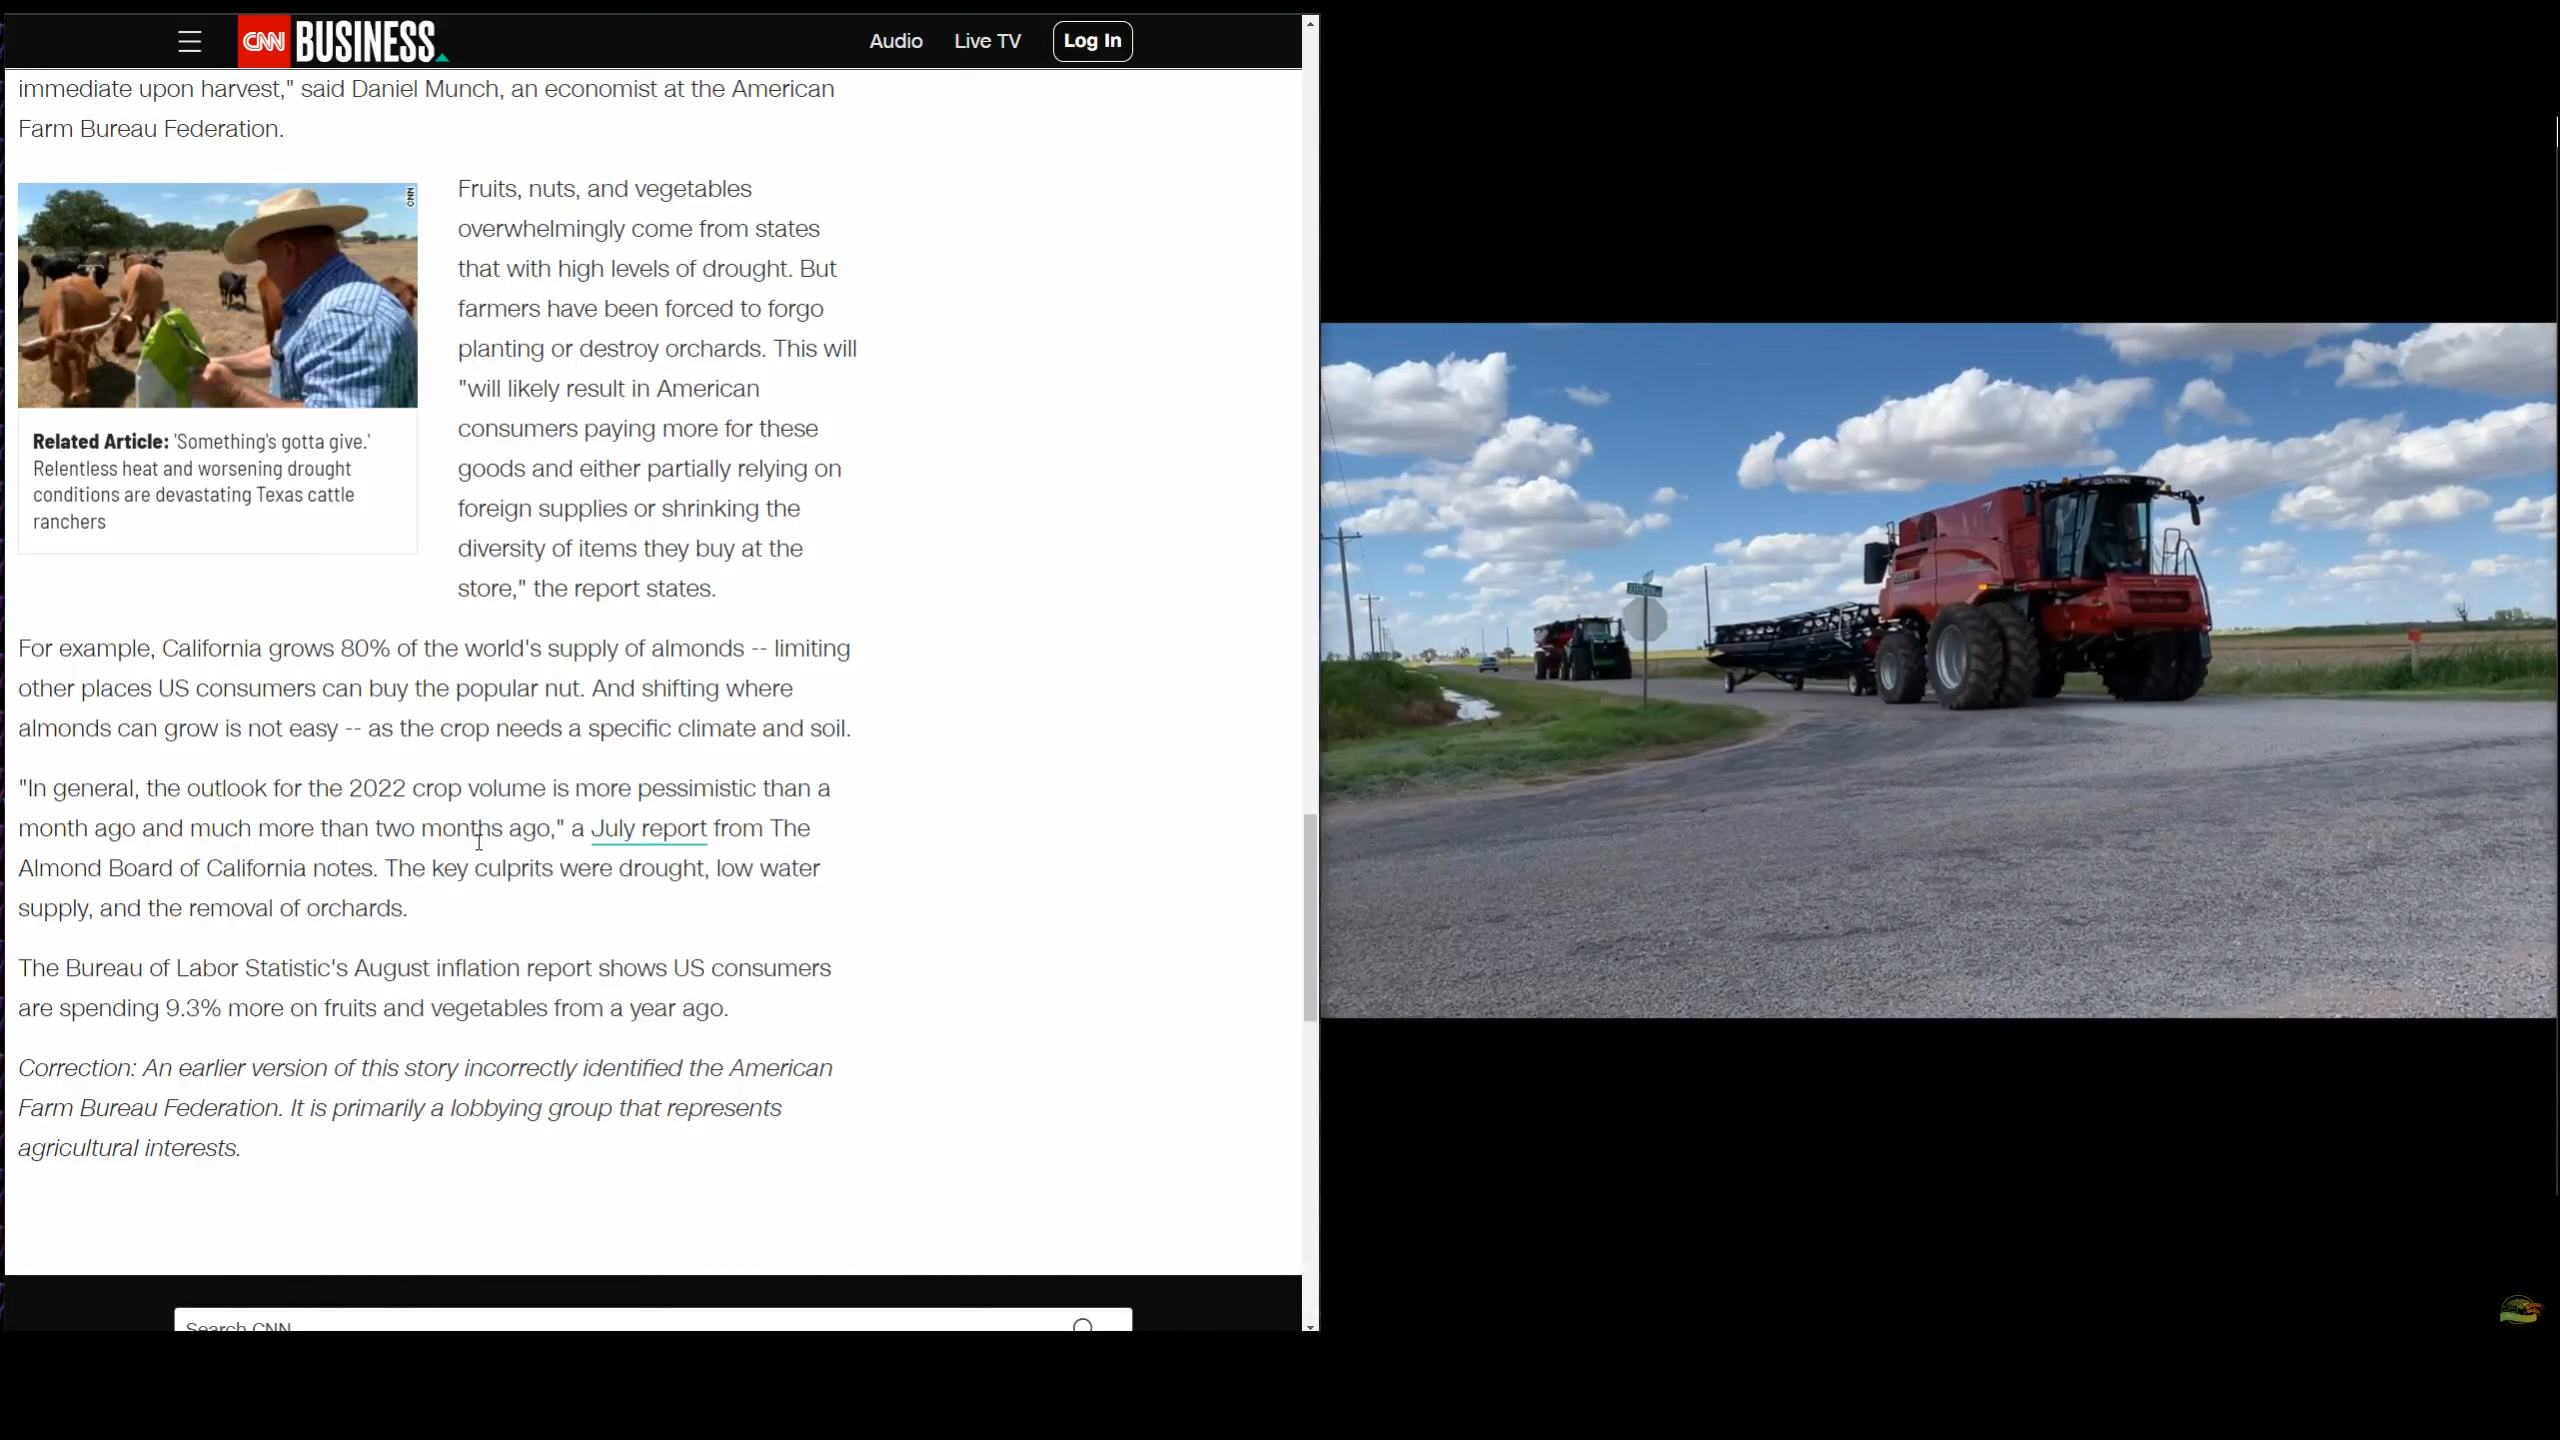 CNN BUSINESS
Audio
Live TV
Log In
immediate upon harvest," said Daniel Munch, an economist at the American
Farm Bureau Federation.
CNN
Related Article: 'Something's gotta give.'
Relentless heat and worsening drought
conditions are devastating Texas cattle
ranchers
Fruits, nuts, and vegetables
overwhelmingly come from states
that with high levels of drought. But
farmers have been forced to forgo
planting or destroy orchards. This will
"will likely result in American
consumers paying more for these
goods and either partially relying on
foreign supplies or shrinking the
diversity of items they buy at the
store," the report states.
For example, California grows 80% of the world's supply of almonds -- limiting
other places US consumers can buy the popular nut. And shifting where
almonds can grow is not easy -- as the crop needs a specific climate and soil.
"In general, the outlook for the 2022 crop volume is more pessimistic than a
month ago and much more than two months ago," a July report from The
Almond Board of California notes. The key culprits were drought, low water
supply, and the removal of orchards.
The Bureau of Labor Statistic's August inflation report shows US consumers
are spending 9.3% more on fruits and vegetables from a year ago.
Correction: An earlier version of this story incorrectly identified the American
Farm Bureau Federation. It is primarily a lobbying group that represents
agricultural interests.
Search CNN